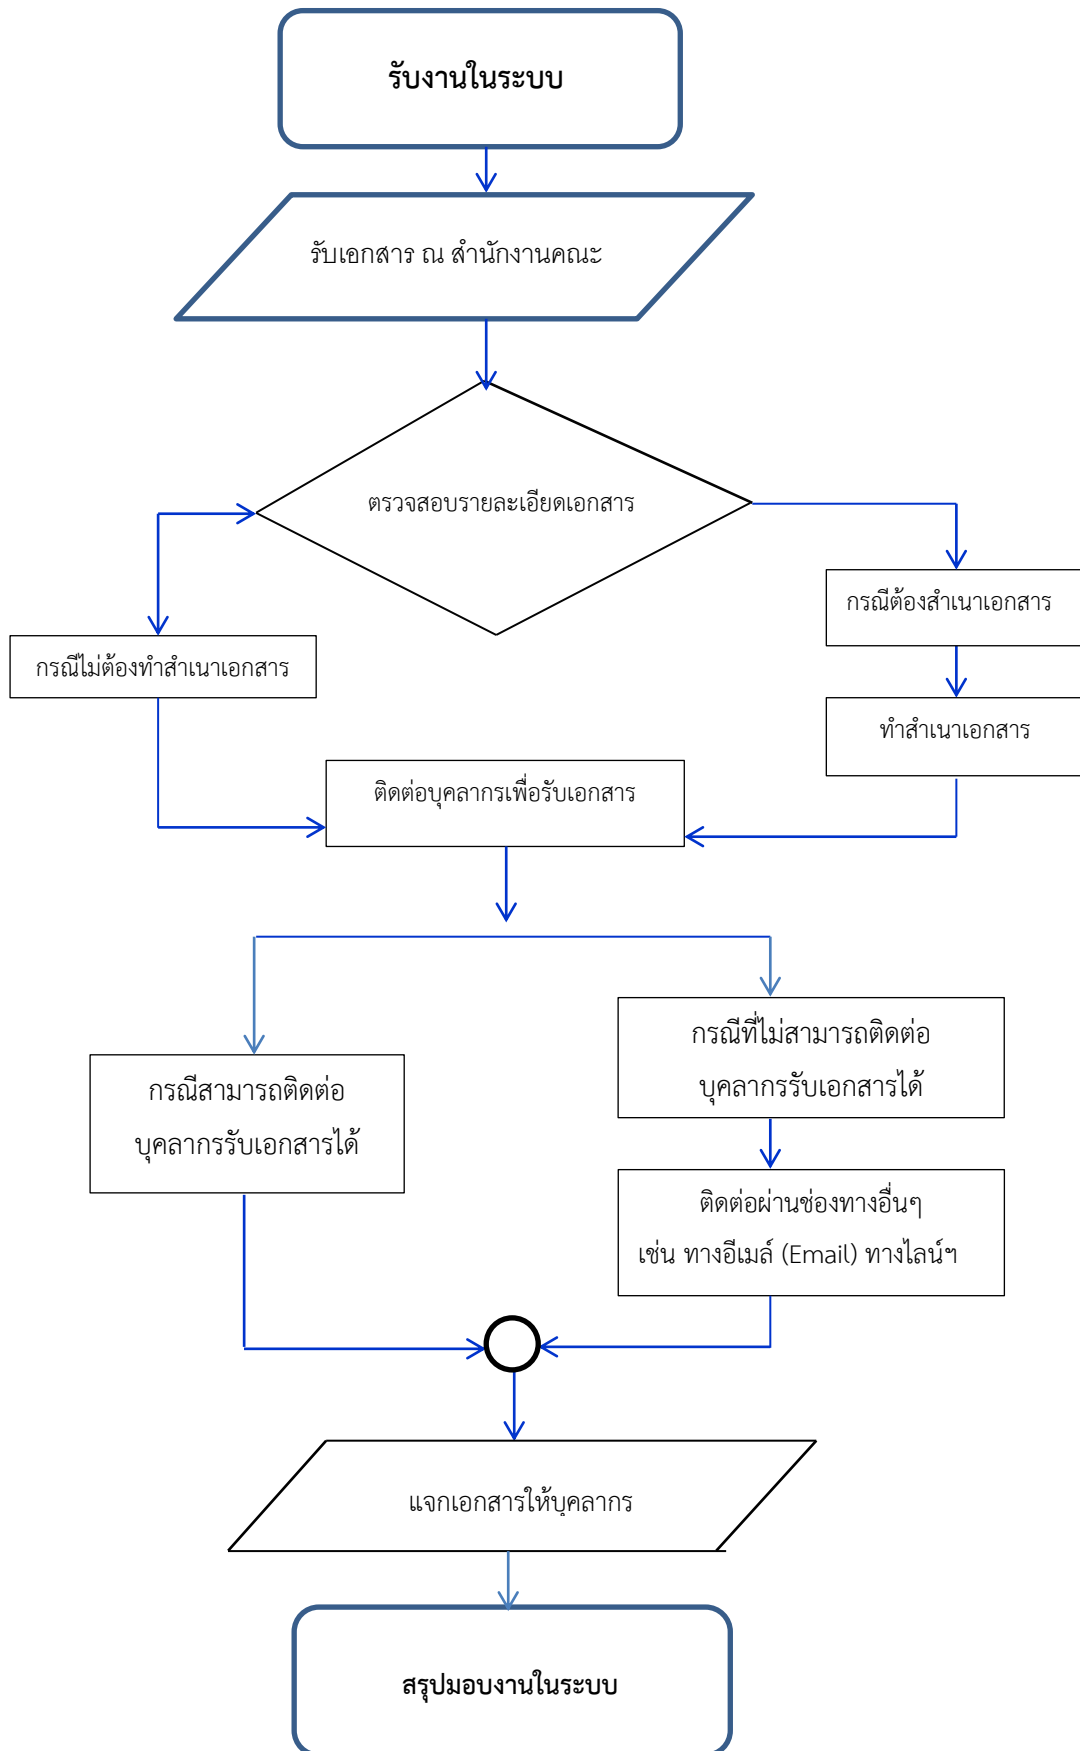 รับงานในระบบ
รับเอกสาร ณ สำนักงานคณะ
ตรวจสอบรายละเอียดเอกสาร
กรณีต้องสำเนาเอกสาร
กรณีไม่ต้องทำสำเนาเอกสาร
ทำสำเนาเอกสาร
ติดต่อบุคลากรเพื่อรับเอกสาร
กรณีที่ไม่สามารถติดต่อ
บุคลากรรับเอกสารได้
กรณีสามารถติดต่อ
บุคลากรรับเอกสารได้
ติดต่อผ่านช่องทางอื่นๆ
เช่น ทางอีเมล์ (Email) ทางไลน์ฯ
แจกเอกสารให้บุคลากร
สรุปมอบงานในระบบ